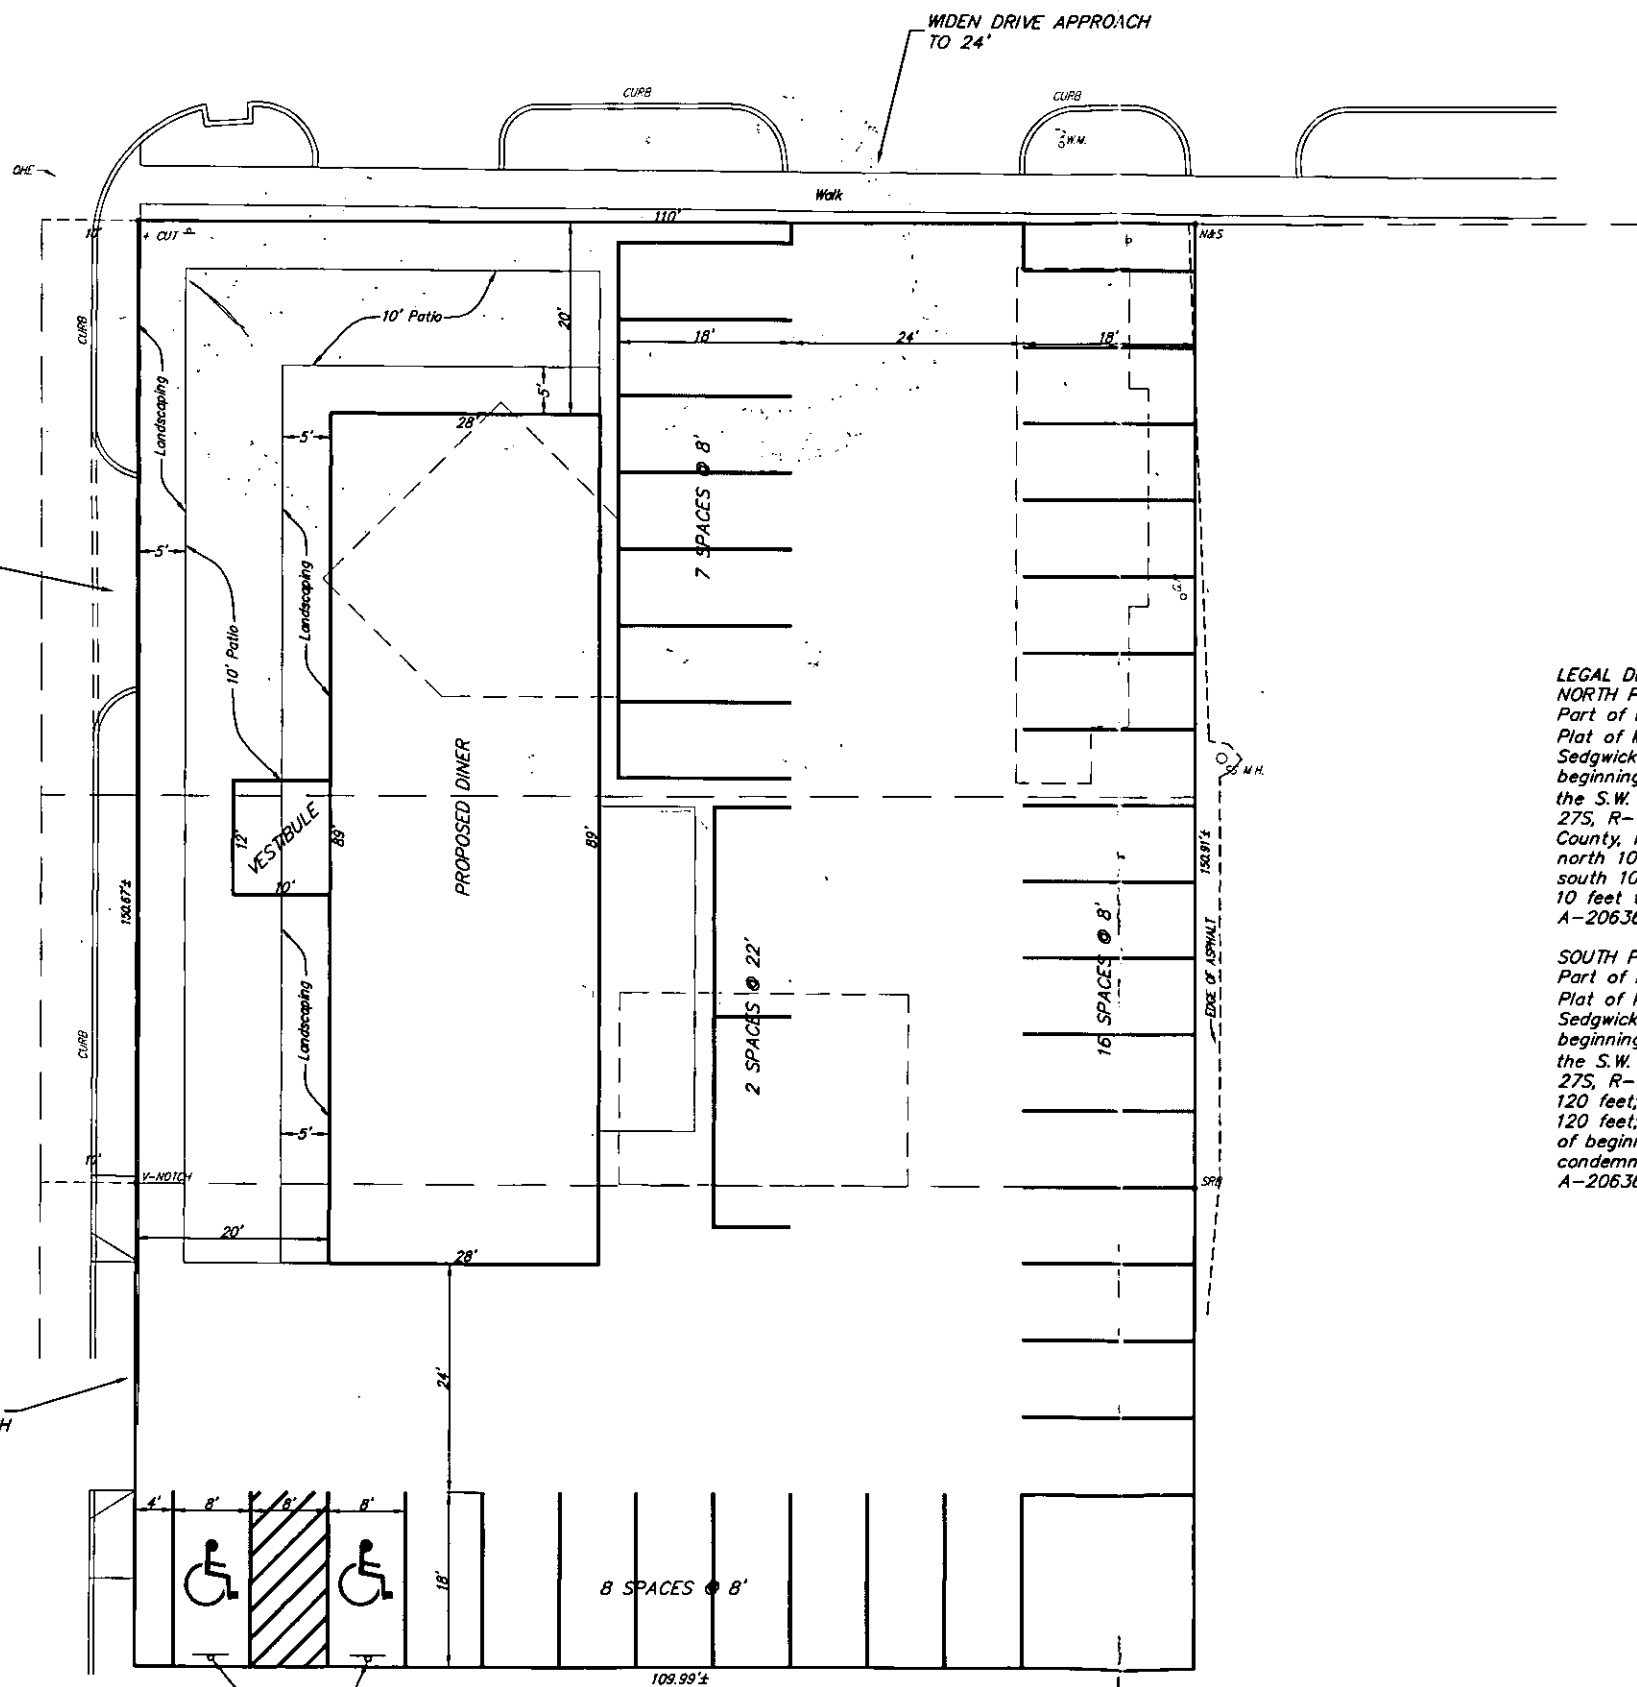 WIDEN DRIVE APPROACH
TO 24'
CURB
CURB
W.M.
OHE
Walk
110'
10'
+ CUT
N&S
CURB
10' Patio
20'
18'
24'
18'
Landscaping
5'
28'
5'
7 SPACES @ 8'
5'
Landscaping
10' Patio
G
LEGAL
NORTH
Part of
Plat of
Sedgwick
beginning
the S.W.
27S, R-
County,
north 10
south 10
10 feet
A-20636
PROPOSED DINER
S.S. M.H.
12'
VESTIBULE
89'
89'
10'
150.67'±
150.91'±
2 SPACES @ 22'
16 SPACES @ 8'
EDGE OF ASPHALT
SOUTH
Part of
Plat of
Sedgwick
beginning
the S.W.
27S, R-
120 feet;
120 feet;
of
condemn
A-20636
Landscaping
CURB
5'
10'
V-NOTCH
SRB
20'
28'
24'
H
4'
8'
8'
8'
18'
8 SPACES @ 8'
109.99'±